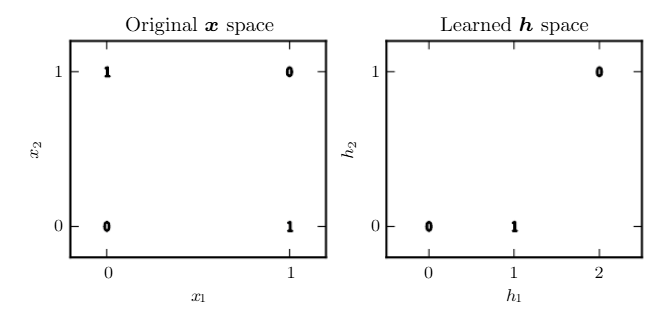 Original x space
1
1 0
x2
0
0 1
0 1
x1
Learned h space
1
0
h2
0
0 1
0 1 2
h1